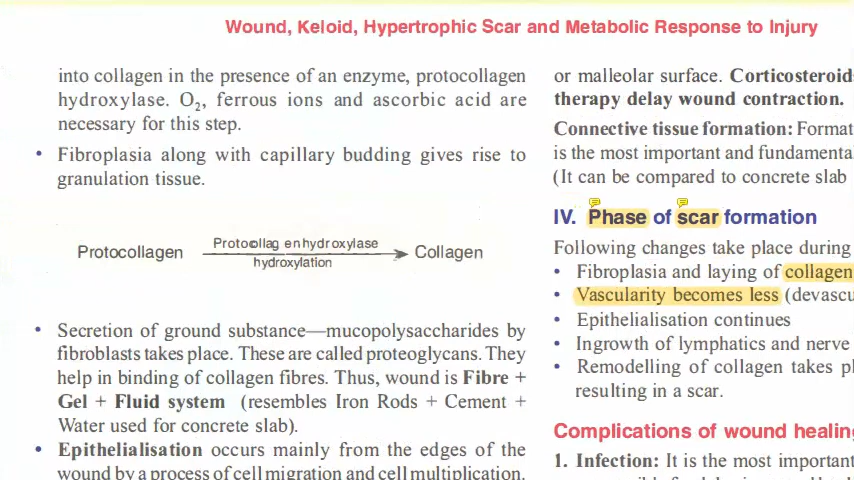 Wound, Keloid, Hypertrophic Scar and Metabolic Response to Injury
into collagen in the presence of an enzyme, protocollagen
hydroxylase. O2, ferrous ions and ascorbic acid are
necessary for this step.
• Fibroplasia along with capillary budding gives rise to
granulation tissue.
Protocollagen Protocllag enhydroxylase Collagen
hydroxylation
• Secretion of ground substance—mucopolysaccharides by
fibroblasts takes place. These are called proteoglycans. They
help in binding of collagen fibres. Thus, wound is Fibre +
Gel + Fluid system (resembles Iron Rods + Cement +
Water used for concrete slab).
• Epithelialisation occurs mainly from the edges of the
wound by a process of cell migration and cell multiplication.
or malleolar surface. Corticosteroid
therapy delay wound contraction.
Connective tissue formation: Format
is the most important and fundamenta
(It can be compared to concrete slab
IV. Phase of scar formation
Following changes take place during
• Fibroplasia and laying of collagen
• Vascularity becomes less (devascu
• Epithelialisation continues
• Ingrowth of lymphatics and nerve
• Remodelling of collagen takes pl
resulting in a scar.
Complications of wound healing
1. Infection: It is the most important